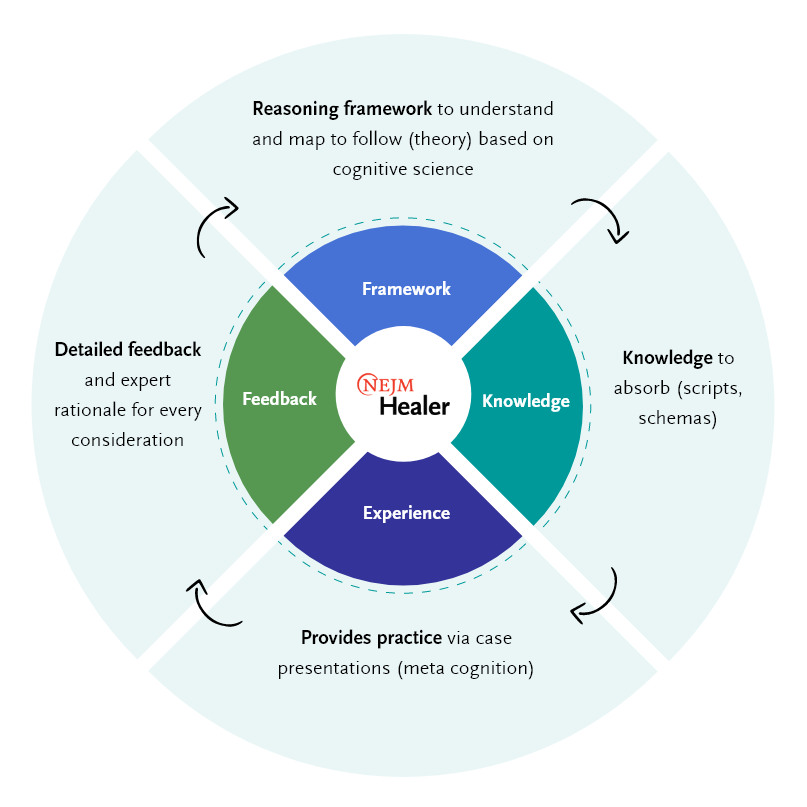 Reasoning framework to understand
and map to follow (theory) based on
cognitive science
Framework
Detailed feedback
and expert
rationale for every
consideration
Feedback
NEJM
Healer
Knowledge
Knowledge to
absorb (scripts,
schemas)
Experience
Provides practice via case
presentations (meta cognition)